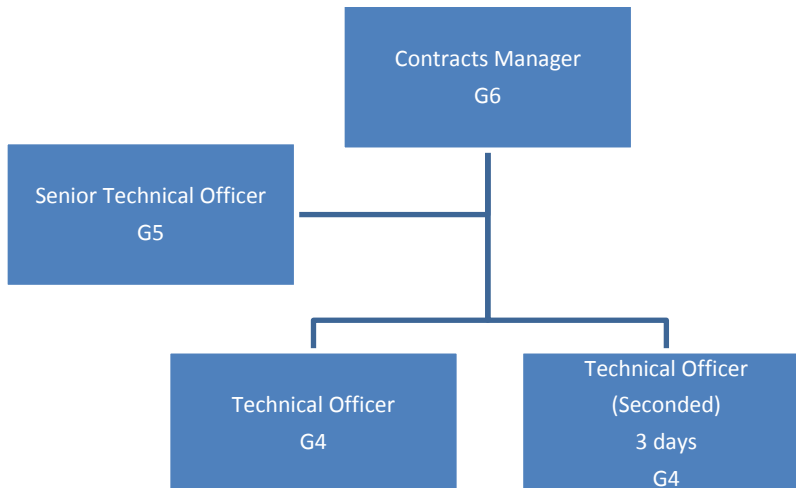 Contracts Manager
G6
Senior Technical Officer
G5
Technical Officer
G4
Technical Officer
(Seconded)
3 days
G4